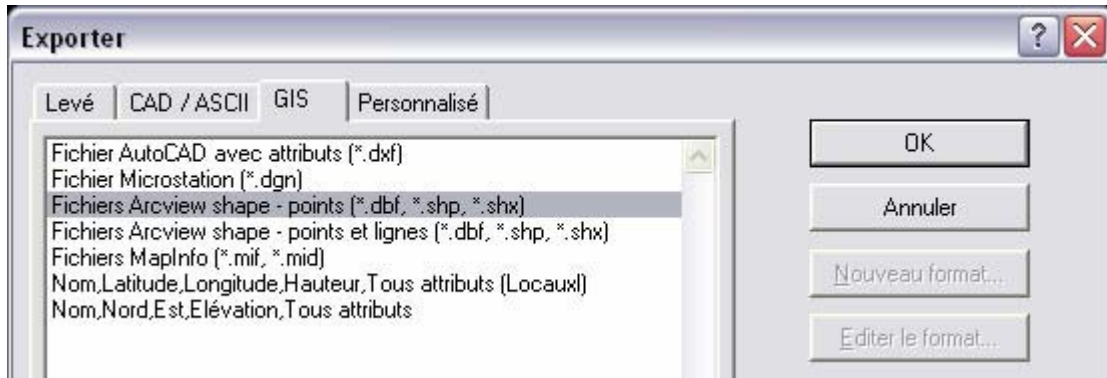 Exporter
?
Levé
CAD / ASCII
GIS
Personnalisé
Fichier AutoCAD avec attributs (*.dxf)
Fichier Microstation (*.dgn)
Fichiers Arcview shape - points (*.dbf, *.shp, *.shx)
Fichiers Arcview shape - points et lignes (*.dbf, *.shp, *.shx)
Fichiers MapInfo (*.mif, *.mid)
Nom,Latitude,Longitude,Hauteur,Tous attributs (Locauxl)
Nom,Nord,Est,Elévation,Tous attributs
OK
Annuler
Nouveau format...
Editer le format...